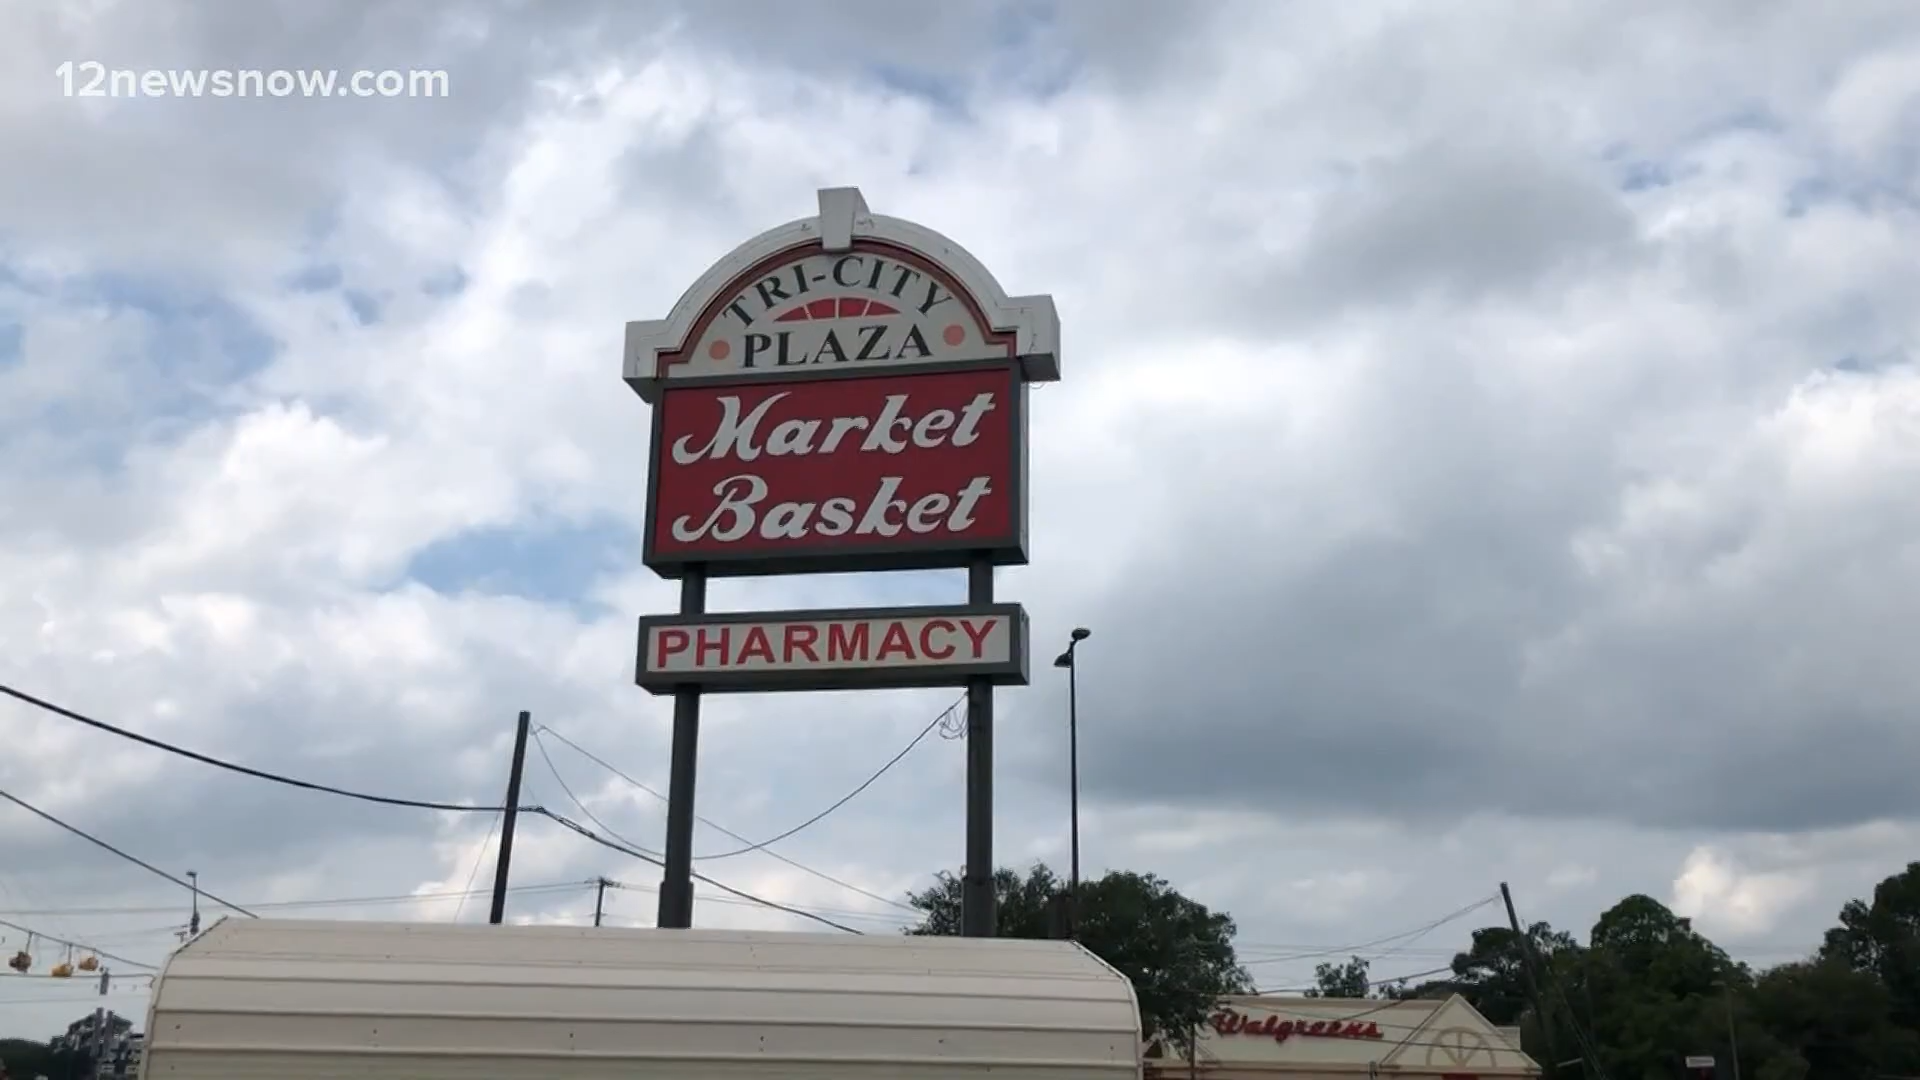 12newsnow.com
TRI-CITY
PLAZA
Market
Basket
PHARMACY
Walgreens